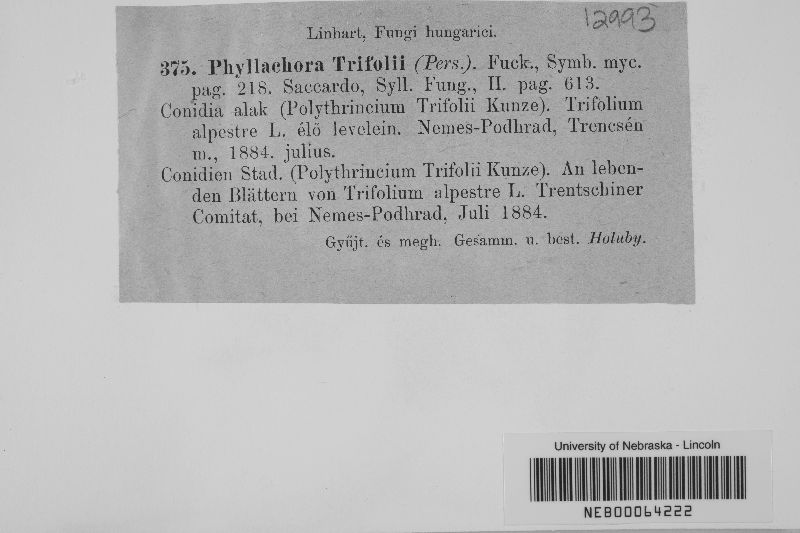 12993
Linhart, Fungi hungarici.
375. Phyllachora Trifolii (Pers.). Fuck., Symb. myc.
pag. 218. Saccardo, Syll. Fung., II. pag. 613.
Conidia alak (Polythrincium Trifolii Kunze). Trifolium
alpestre L. élő levelein. Nemes-Podhrad, Trencsén
m., 1884. julius.
Conidien Stad. (Polythrincium Trifolii Kunze). An leben-
den Blättern von Trifolium alpestre L. Trentschiner
Comitat, bei Nemes-Podhrad, Juli 1884.
Gyűjt. és megh. Gesamm. u. best. Holuby.
University of Nebraska - Lincoln
NEB00064222